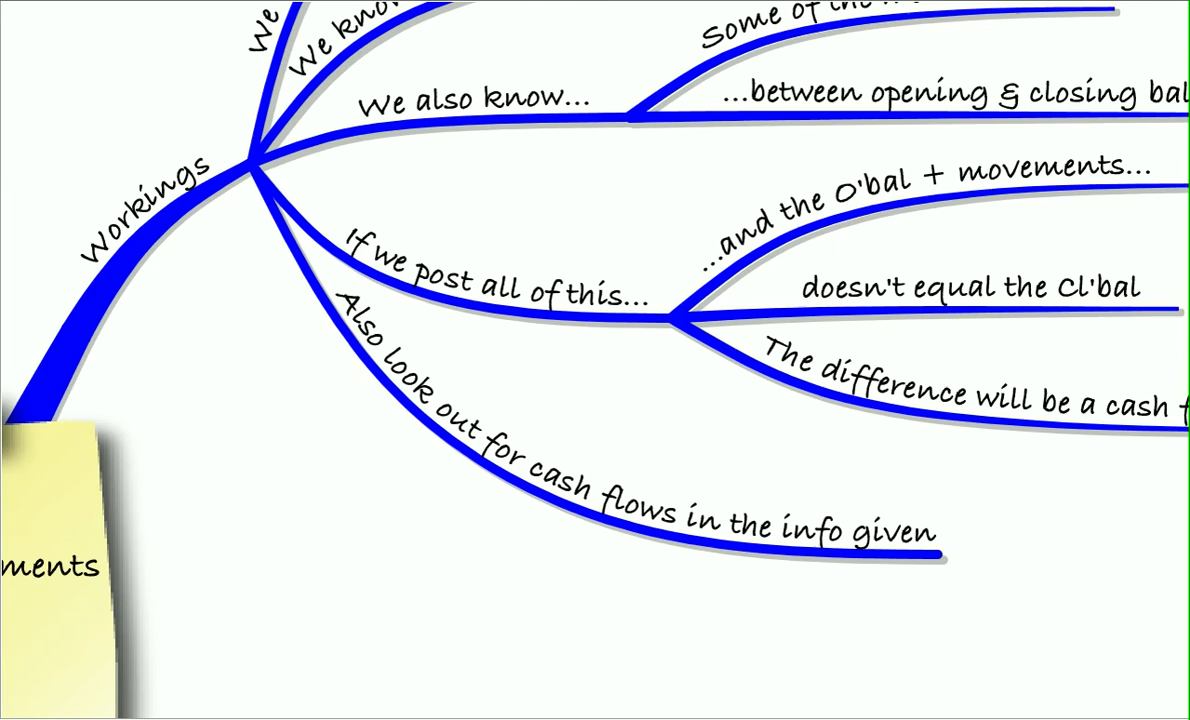 We
We know
Some of the
We also know...
...between opening & closing bal
Workings
...and the O'bal + movements...
If we post all of this...
doesn't equal the Cl'bal
The difference will be a cash
Also look out for cash flows in the info given
ments